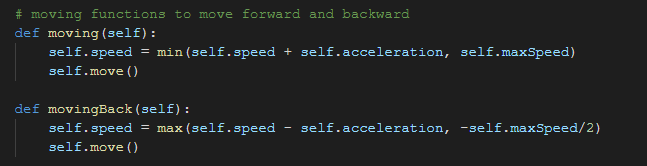 # moving functions to move forward and backward
def moving(self):
    self.speed = min(self.speed + self.acceleration, self.maxSpeed)
    self.move()

def movingBack(self):
    self.speed = max(self.speed - self.acceleration, -self.maxSpeed/2)
    self.move()